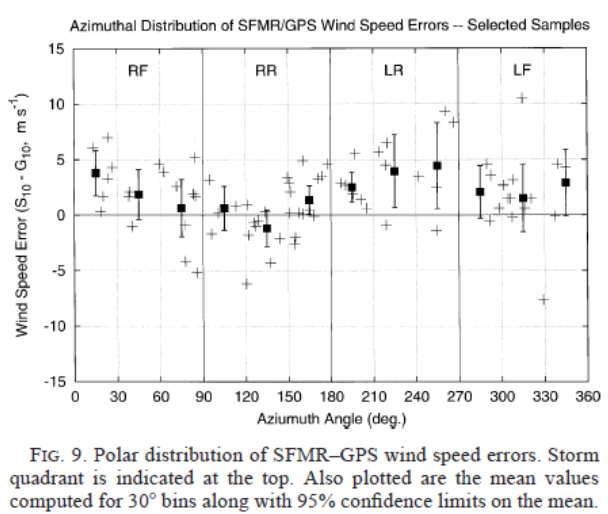 Azimuthal Distribution of SFMR/GPS Wind Speed Errors -- Selected Samples
15
10
5
0
-5
-10
-15
Wind Speed Error (S10 - G10, m s-1)
RF RR LR LF
0 30 60 90 120 150 180 210 240 270 300 330 360
Aziumuth Angle (deg.)
FIG. 9. Polar distribution of SFMR–GPS wind speed errors. Storm
quadrant is indicated at the top. Also plotted are the mean values
computed for 30° bins along with 95% confidence limits on the mean.